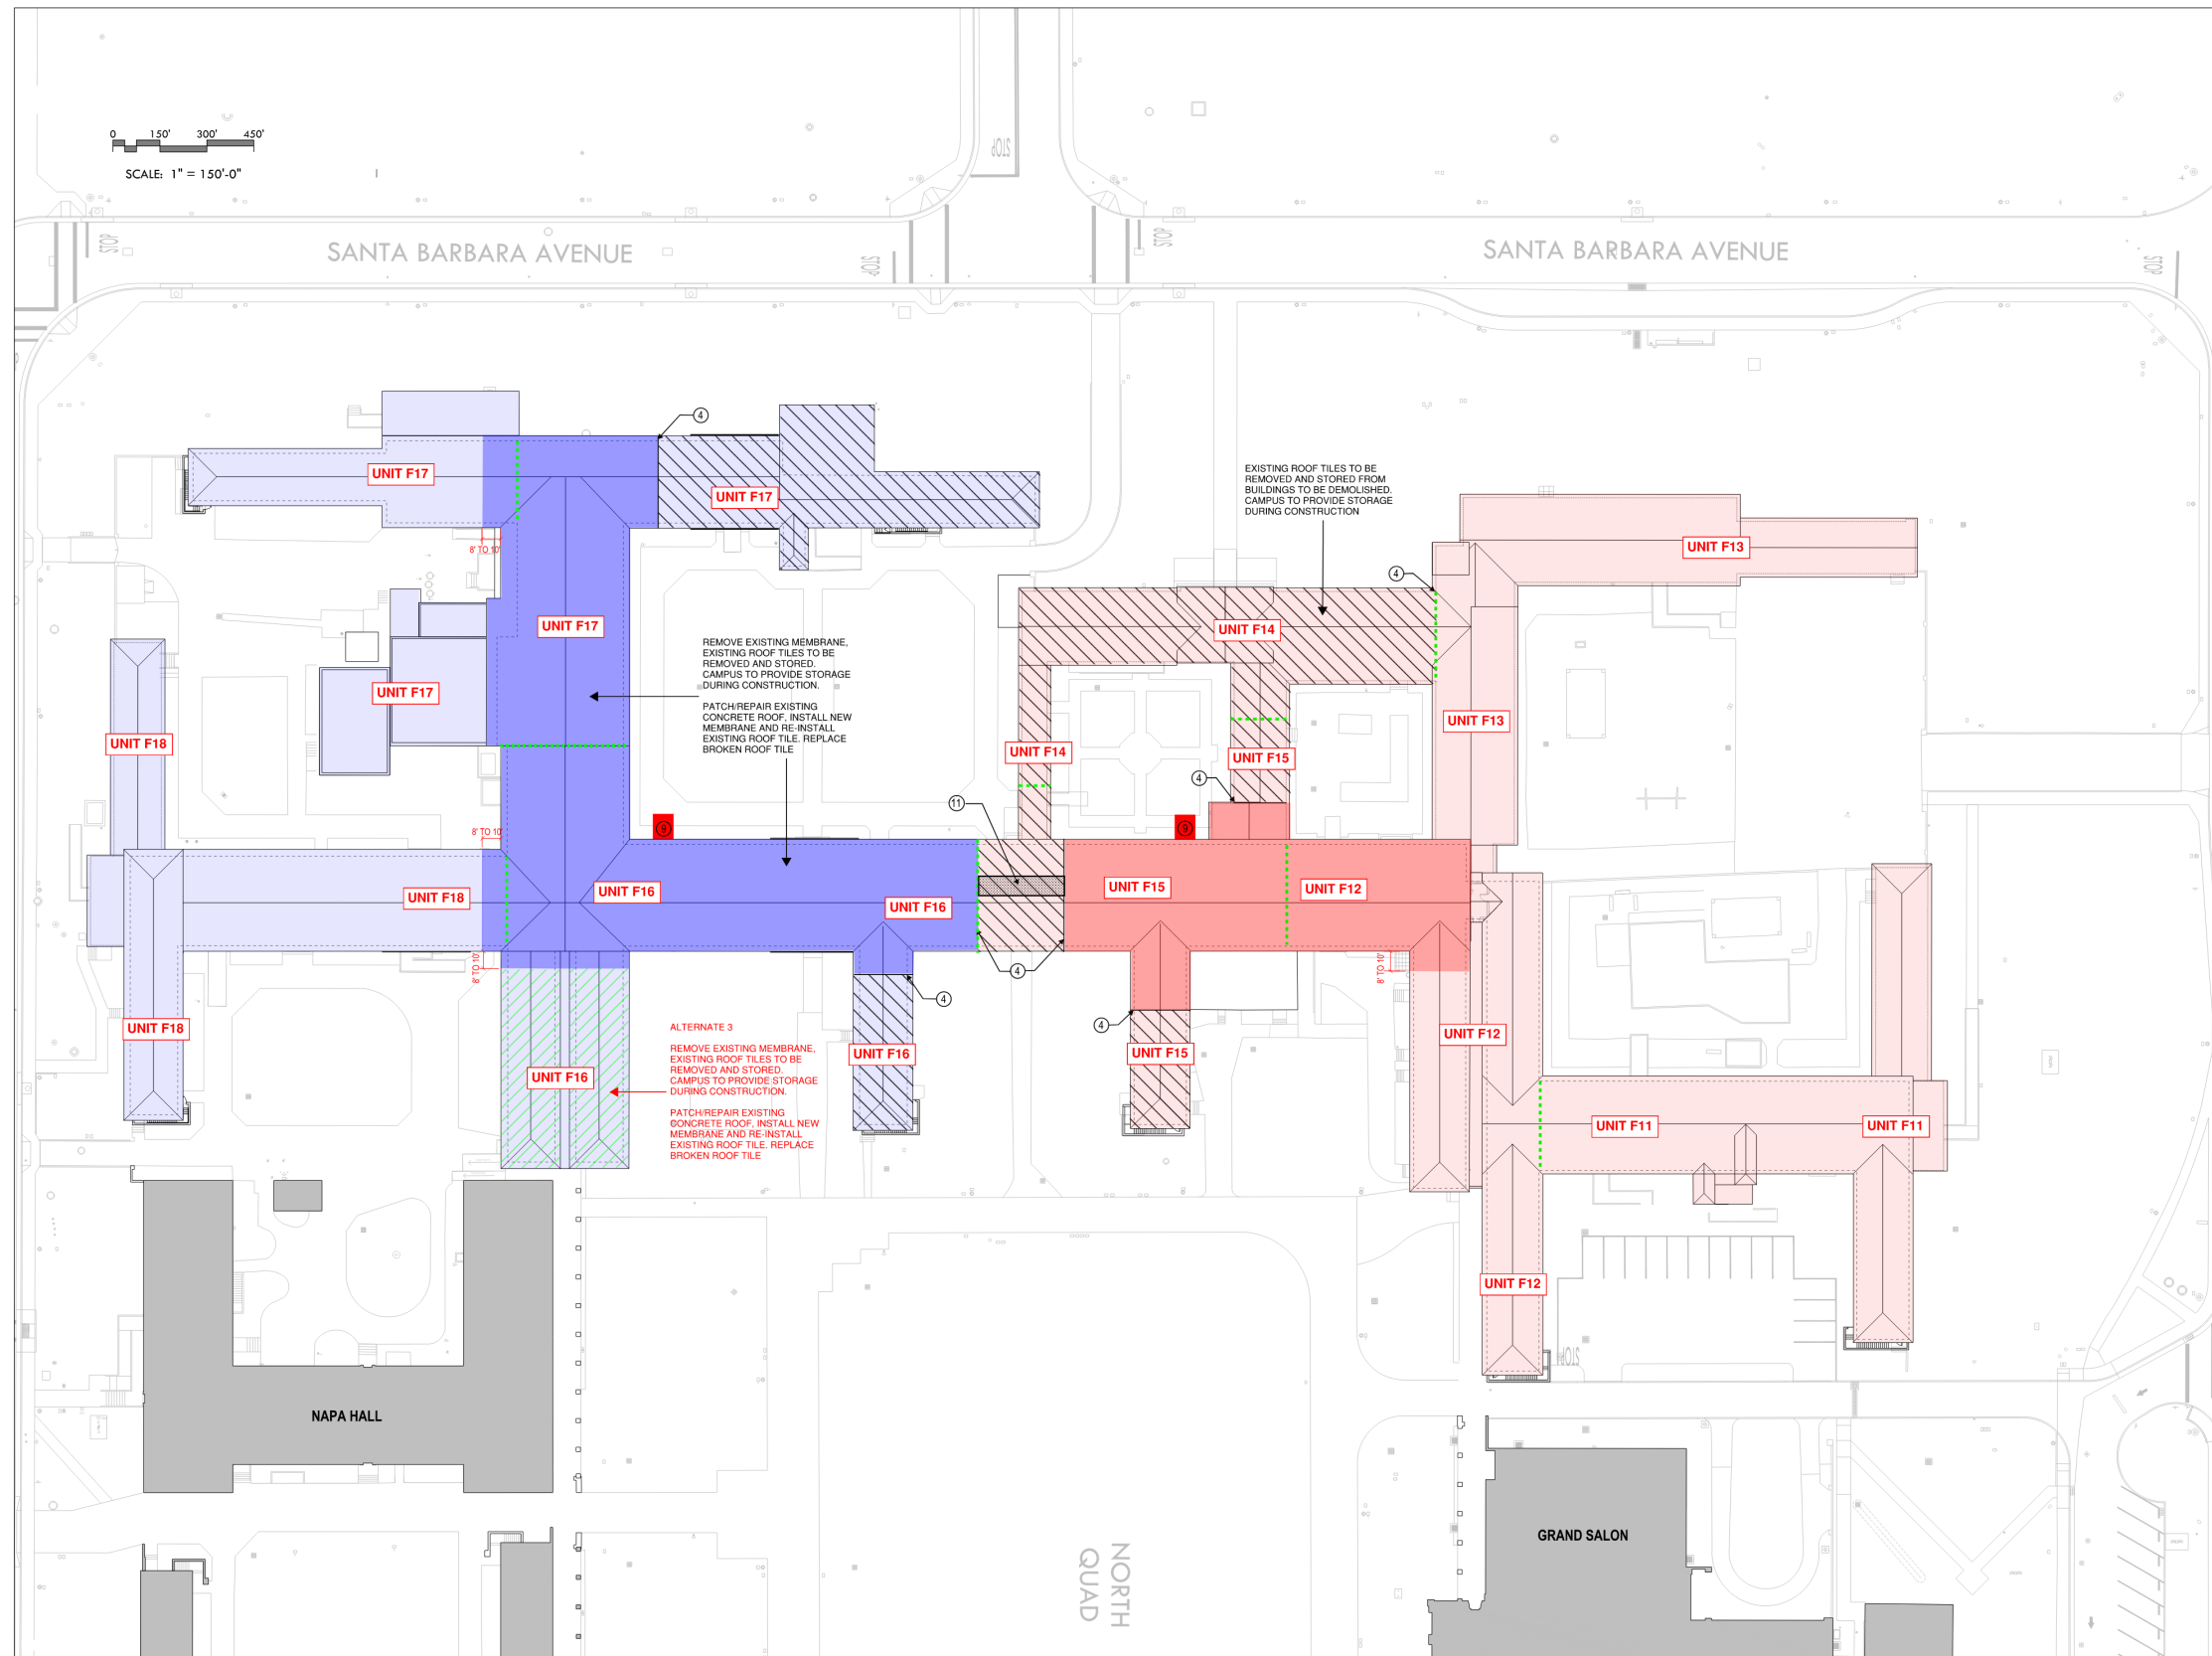 STOP
0 150' 300' 450'
SCALE: 1" = 150'-0"
STOP
STOP
SANTA BARBARA AVENUE
STOP
SANTA BARBARA AVENUE
STOP
4
UNIT F17
UNIT F17
8' TO 10'
EXISTING ROOF TILES TO BE
REMOVED AND STORED FROM
BUILDINGS TO BE DEMOLISHED.
CAMPUS TO PROVIDE STORAGE
DURING CONSTRUCTION
UNIT F13
4
UNIT F17
UNIT F14
REMOVE EXISTING MEMBRANE,
EXISTING ROOF TILES TO BE
REMOVED AND STORED.
CAMPUS TO PROVIDE STORAGE
DURING CONSTRUCTION.
PATCH/REPAIR EXISTING
CONCRETE ROOF, INSTALL NEW
MEMBRANE AND RE-INSTALL
EXISTING ROOF TILE. REPLACE
BROKEN ROOF TILE
UNIT F17
UNIT F18
UNIT F13
UNIT F14
UNIT F15
4
11
8' TO 10'
9
9
UNIT F18
UNIT F16
UNIT F16
UNIT F15
UNIT F12
8' TO 10'
4
8' TO 10'
4
4
UNIT F18
ALTERNATE 3
REMOVE EXISTING MEMBRANE,
EXISTING ROOF TILES TO BE
REMOVED AND STORED.
CAMPUS TO PROVIDE STORAGE
DURING CONSTRUCTION.
PATCH/REPAIR EXISTING
CONCRETE ROOF, INSTALL NEW
MEMBRANE AND RE-INSTALL
EXISTING ROOF TILE. REPLACE
BROKEN ROOF TILE
UNIT F16
UNIT F16
UNIT F15
UNIT F12
UNIT F11
UNIT F11
UNIT F12
STOP
NAPA HALL
GRAND SALON
NORTH
QUAD